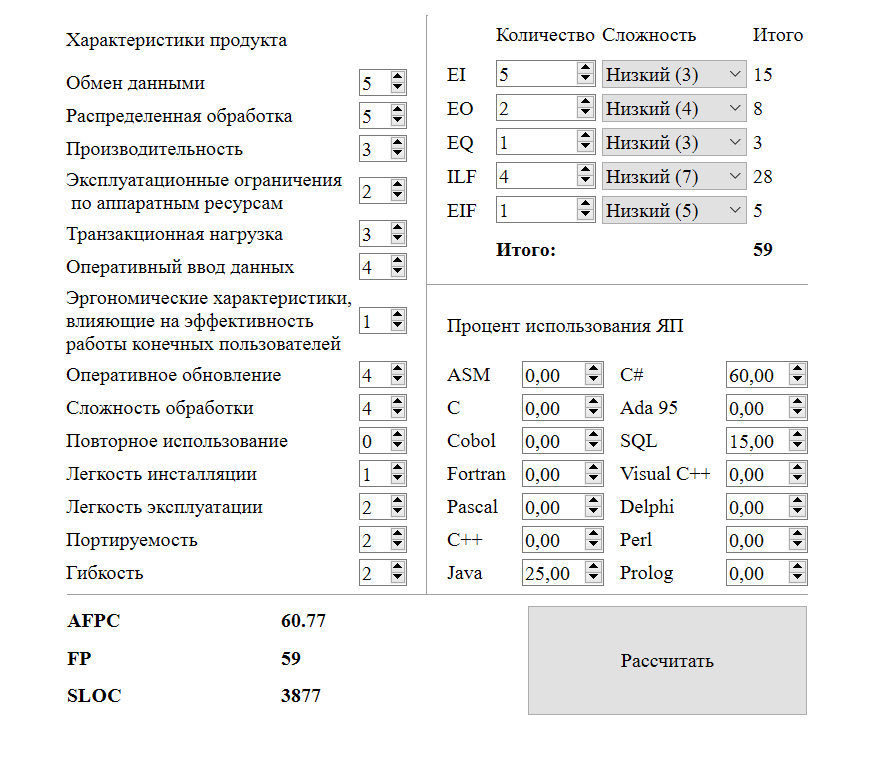 Характеристики продукта
Обмен данными 5
Распределенная обработка 5
Производительность 3
Эксплуатационные ограничения
по аппаратным ресурсам 2
Транзакционная нагрузка 3
Оперативный ввод данных 4
Эргономические характеристики,
влияющие на эффективность 1
работы конечных пользователей
Оперативное обновление 4
Сложность обработки 4
Повторное использование 0
Легкость инсталляции 1
Легкость эксплуатации 2
Портируемость 2
Гибкость 2
Количество Сложность Итого
EI 5 Низкий (3) 15
EO 2 Низкий (4) 8
EQ 1 Низкий (3) 3
ILF 4 Низкий (7) 28
EIF 1 Низкий (5) 5
Итого: 59
Процент использования ЯП
ASM 0,00 C# 60,00
C 0,00 Ada 95 0,00
Cobol 0,00 SQL 15,00
Fortran 0,00 Visual C++ 0,00
Pascal 0,00 Delphi 0,00
C++ 0,00 Perl 0,00
Java 25,00 Prolog 0,00
AFPC 60.77
FP 59
SLOC 3877
Рассчитать